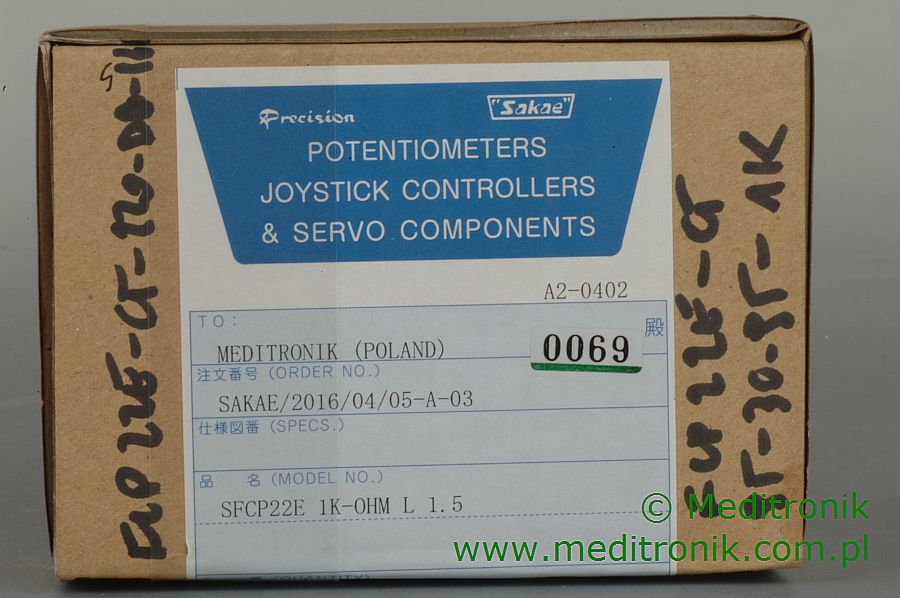 Precision
"Sakae"
POTENTIOMETERS
JOYSTICK CONTROLLERS
& SERVO COMPONENTS
A2-0402
TO:
殿
MEDITRONIK (POLAND)
0069
注文番号 (ORDER NO.)
SAKAE/2016/04/05-A-03
仕様図番 (SPECS.)
品 名 (MODEL NO.)
SFCP22E 1K-OHM L 1.5
(QUANTITY)
© Meditronik
www.meditronik.com.pl